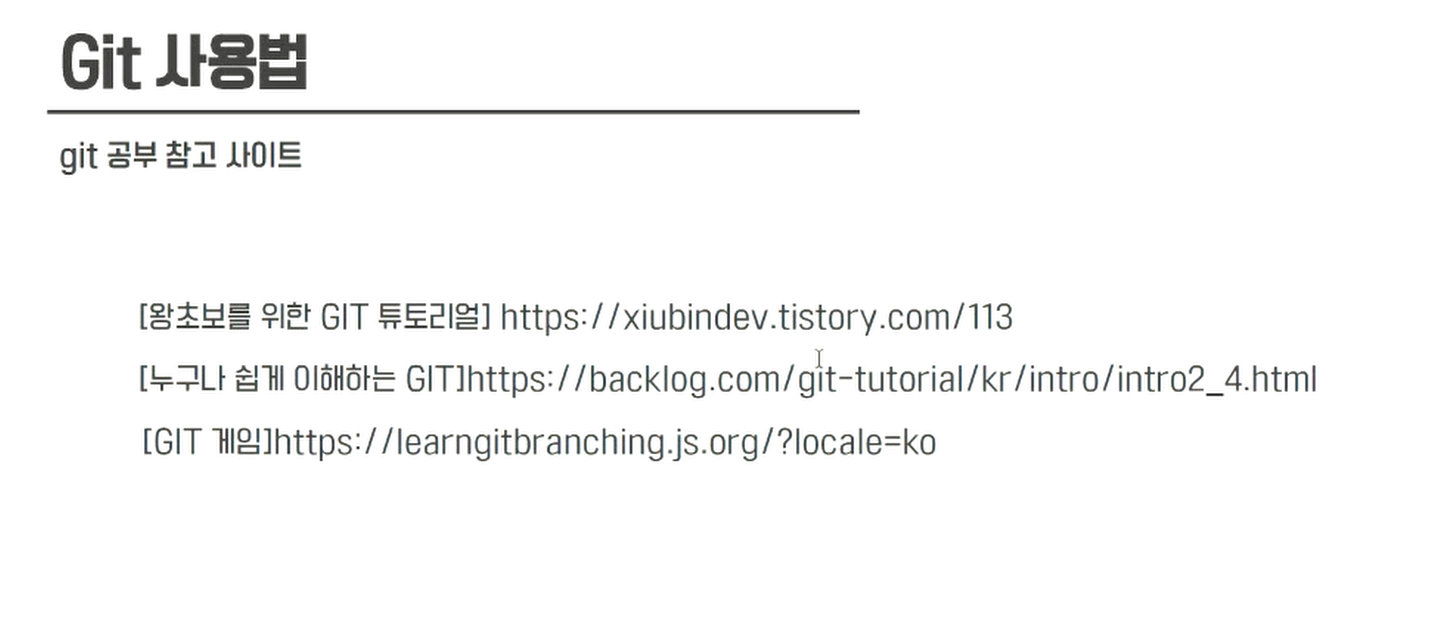 Git 사용법
git 공부 참고 사이트
[왕초보를 위한 GIT 튜토리얼] https://xiubindev.tistory.com/113
[누구나 쉽게 이해하는 GIT]https://backlog.com/git-tutorial/kr/intro/intro2_4.html
[GIT 게임]https://learngitbranching.js.org/?locale=ko